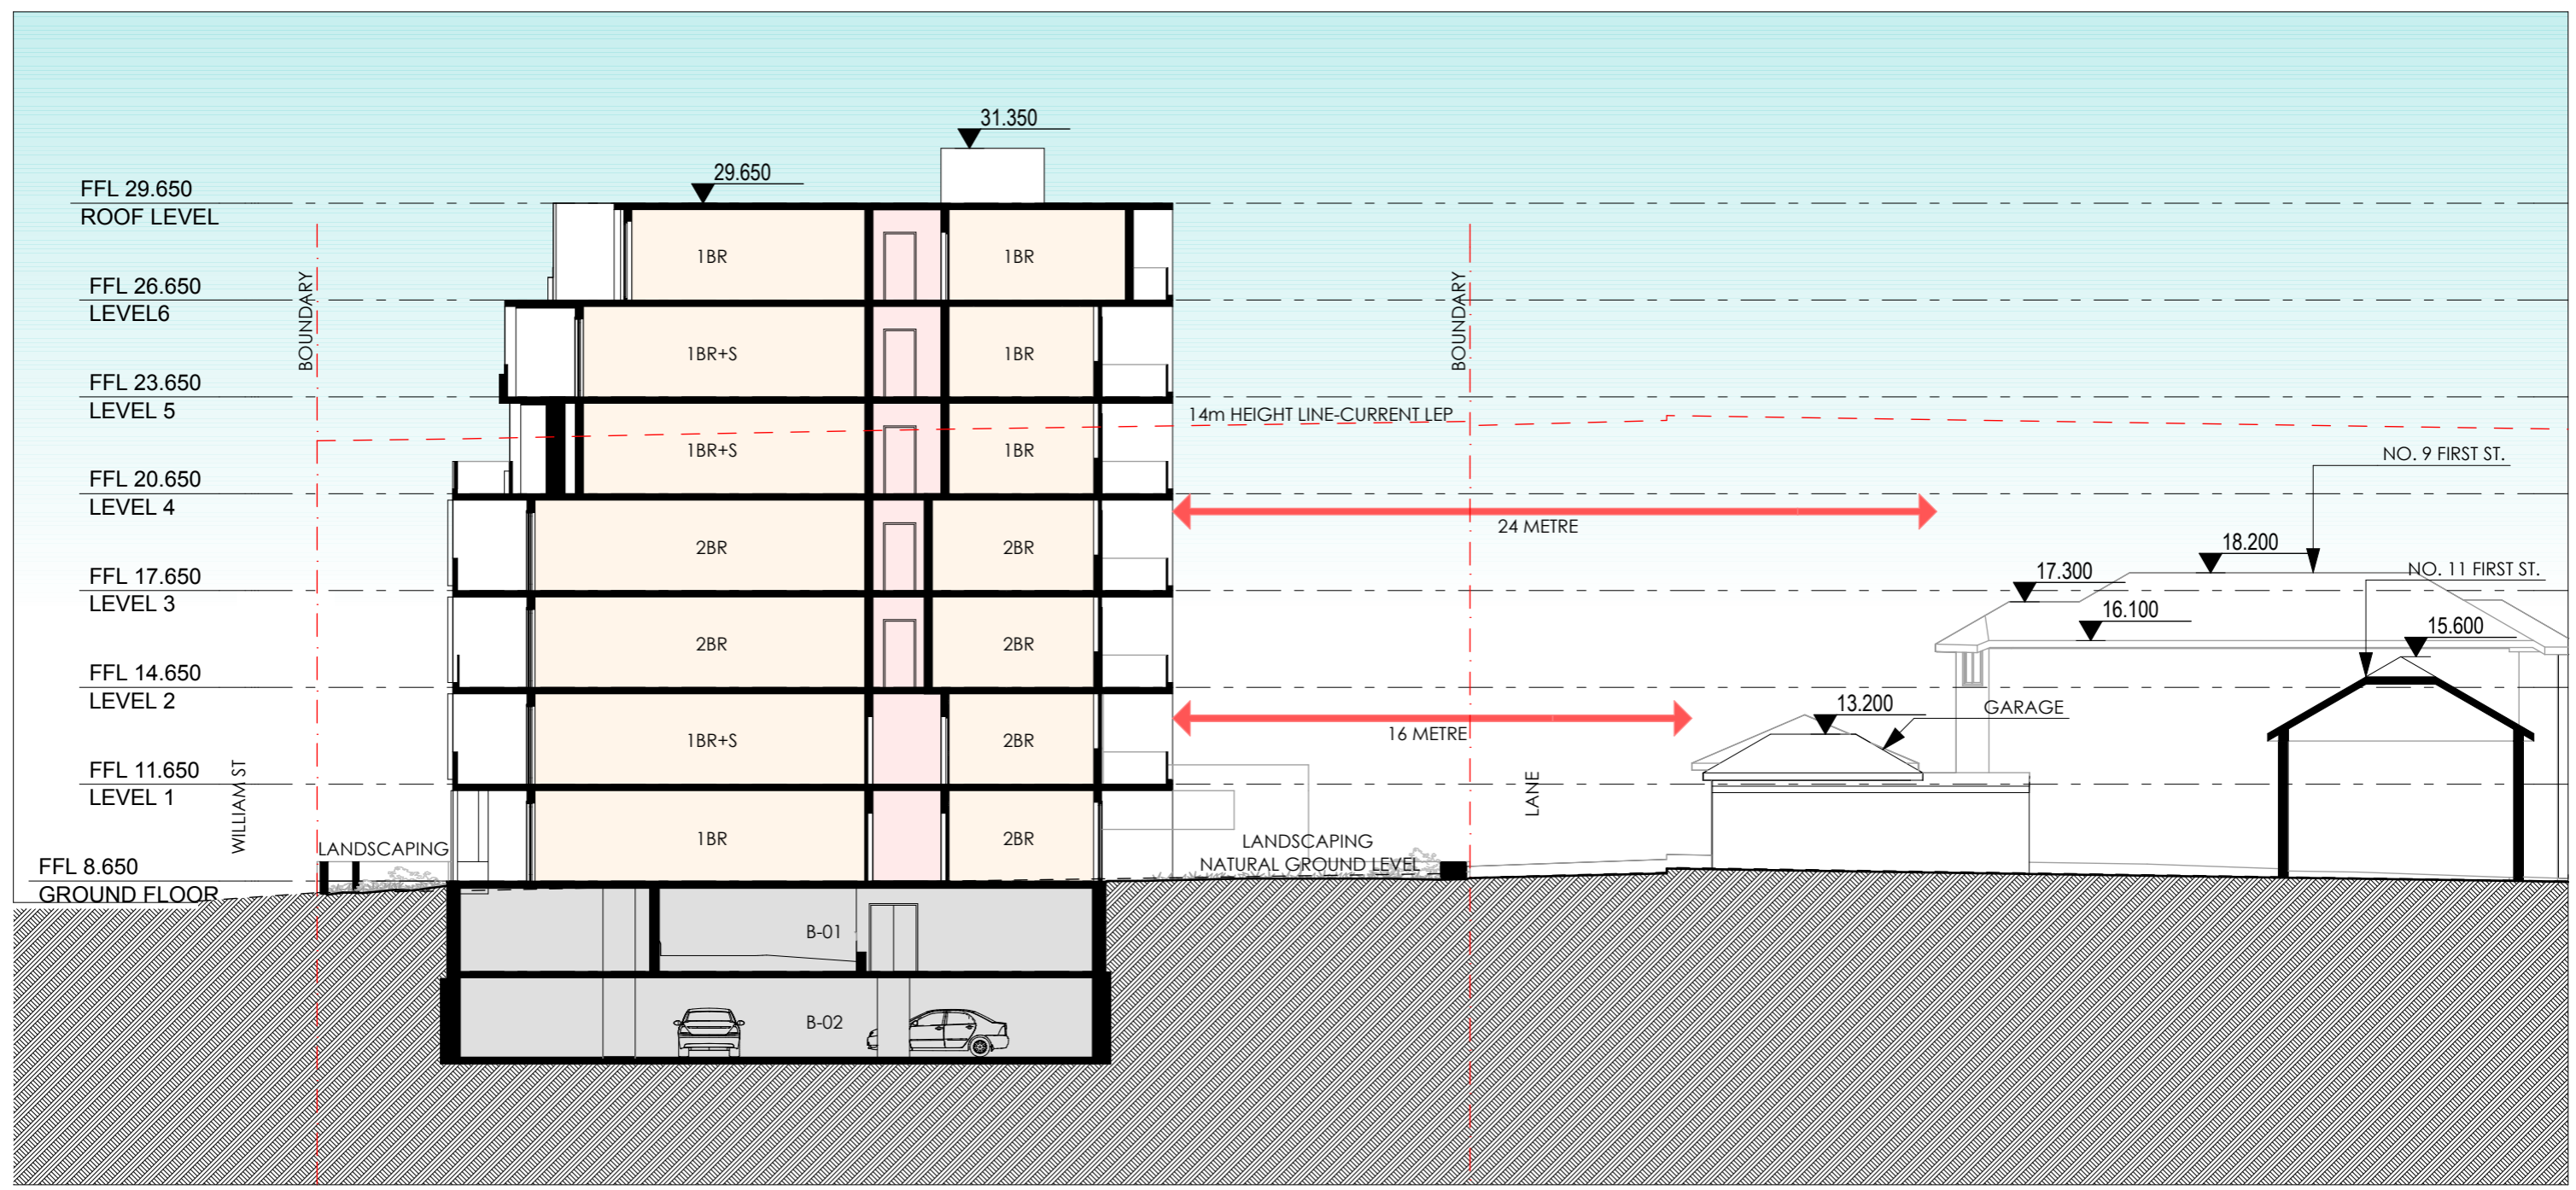 31.350
29.650
FFL 29.650
ROOF LEVEL
1BR
1BR
BOUNDARY
BOUNDARY
FFL 26.650
LEVEL6
1BR+S
1BR
FFL 23.650
LEVEL 5
14m HEIGHT LINE-CURRENT LEP
1BR+S
1BR
NO. 9 FIRST ST.
FFL 20.650
LEVEL 4
24 METRE
2BR
2BR
18.200
NO. 11 FIRST ST.
17.300
FFL 17.650
LEVEL 3
16.100
15.600
2BR
2BR
FFL 14.650
LEVEL 2
13.200
GARAGE
16 METRE
1BR+S
2BR
FFL 11.650
LEVEL 1
WILLIAM ST
LANE
1BR
2BR
LANDSCAPING
LANDSCAPING
NATURAL GROUND LEVEL
FFL 8.650
GROUND FLOOR
B-01
B-02